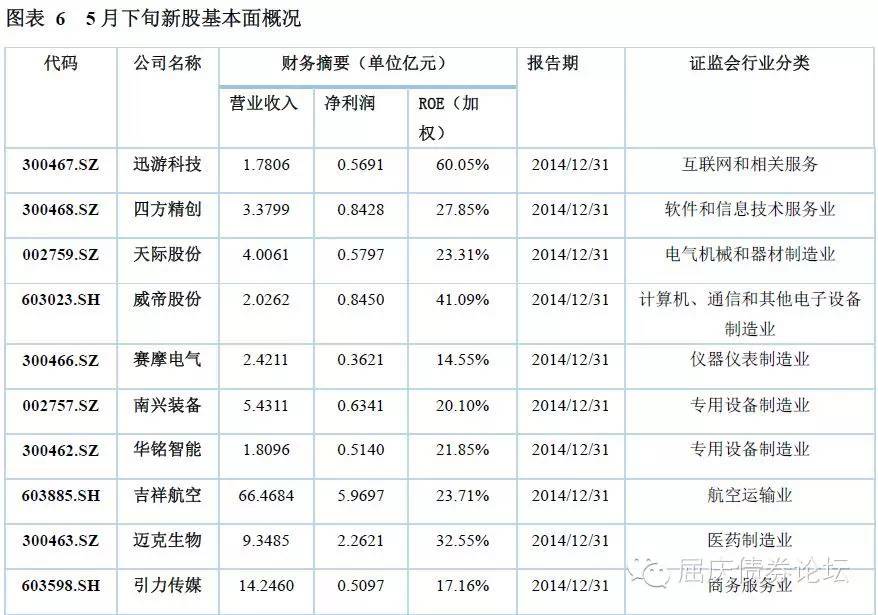 图表 6 5月下旬新股基本面概况
代码 公司名称 财务摘要（单位亿元） 报告期 证监会行业分类
营业收入 净利润 ROE（加
权）
300467.SZ 迅游科技 1.7806 0.5691 60.05% 2014/12/31 互联网和相关服务
300468.SZ 四方精创 3.3799 0.8428 27.85% 2014/12/31 软件和信息技术服务业
002759.SZ 天际股份 4.0061 0.5797 23.31% 2014/12/31 电气机械和器材制造业
603023.SH 威帝股份 2.0262 0.8450 41.09% 2014/12/31 计算机、通信和其他电子设备
制造业
300466.SZ 赛摩电气 2.4211 0.3621 14.55% 2014/12/31 仪器仪表制造业
002757.SZ 南兴装备 5.4311 0.6341 20.10% 2014/12/31 专用设备制造业
300462.SZ 华铭智能 1.8096 0.5140 21.85% 2014/12/31 专用设备制造业
603885.SH 吉祥航空 66.4684 5.9697 23.71% 2014/12/31 航空运输业
300463.SZ 迈克生物 9.3485 2.2621 32.55% 2014/12/31 医药制造业
603598.SH 引力传媒 14.2460 0.5097 17.16% 2014/12/31 商务服务业
屈庆债券论坛